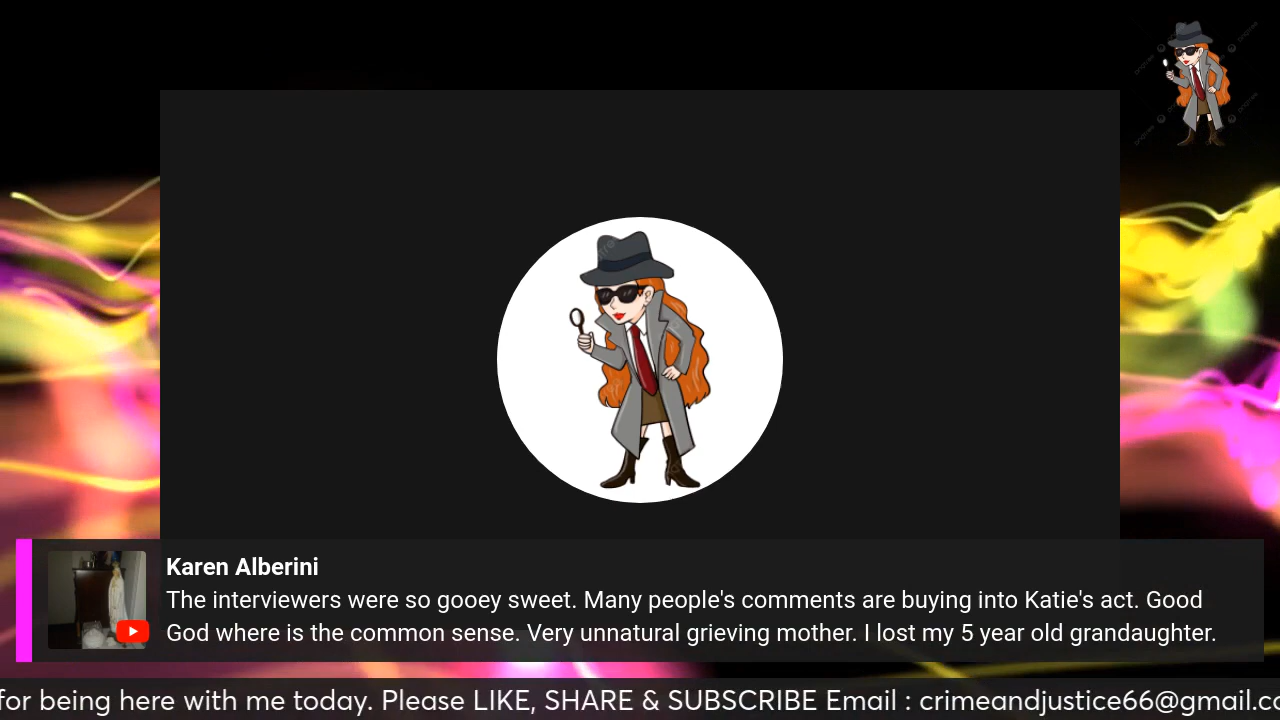 Karen Alberini
The interviewers were so gooey sweet. Many people's comments are buying into Katie's act. Good
God where is the common sense. Very unnatural grieving mother. I lost my 5 year old grandaughter.
for being here with me today. Please LIKE, SHARE & SUBSCRIBE Email : crimeandjustice66@gmail.co